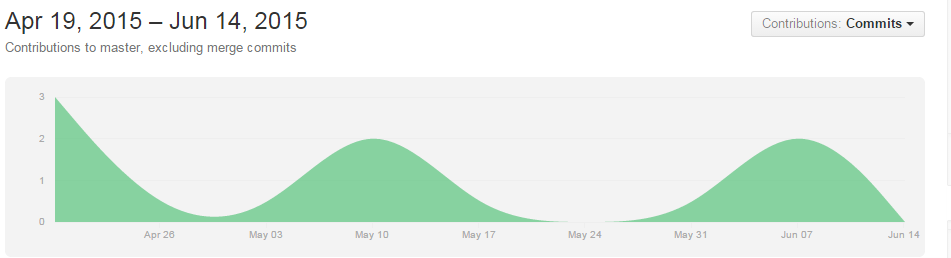 Apr 19, 2015 – Jun 14, 2015
Contributions: Commits
Contributions to master, excluding merge commits
3
2
1
0
Apr 26 May 03 May 10 May 17 May 24 May 31 Jun 07 Jun 14